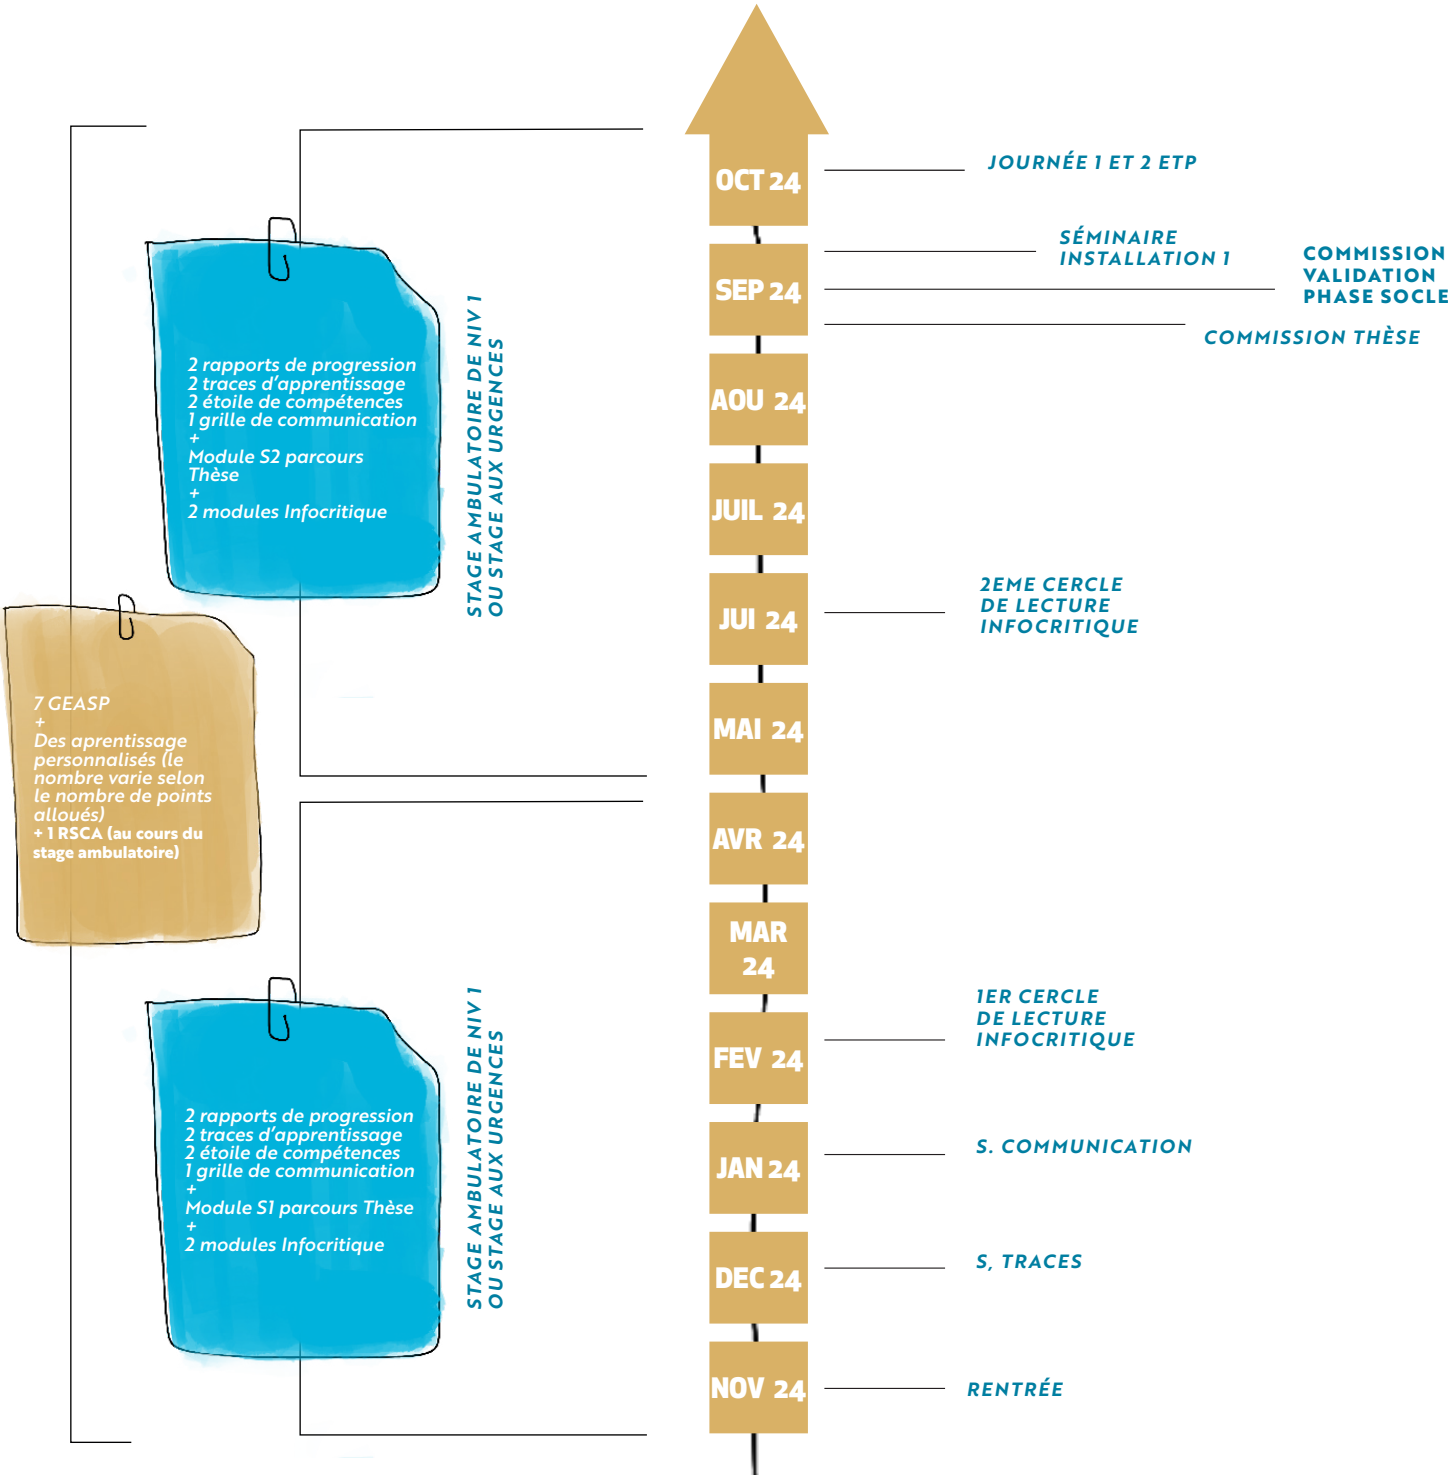 OCT 24
JOURNÉE 1 ET 2 ETP
SEP 24
SÉMINAIRE
INSTALLATION 1
COMMISSION
VALIDATION
PHASE SOCLE
COMMISSION THÈSE
AOU 24
JUIL 24
JUI 24
2EME CERCLE
DE LECTURE
INFOCRITIQUE
MAI 24
AVR 24
MAR
24
FEV 24
1ER CERCLE
DE LECTURE
INFOCRITIQUE
JAN 24
S. COMMUNICATION
DEC 24
S, TRACES
NOV 24
RENTRÉE
2 rapports de progression
2 traces d'apprentissage
2 étoile de compétences
1 grille de communication
+
Module S2 parcours
Thèse
+
2 modules Infocritique
STAGE AMBULATOIRE DE NIV 1
OU STAGE AUX URGENCES
7 GEASP
+
Des aprentissage
personnalisés (le
nombre varie selon
le nombre de points
alloués)
+ 1 RSCA (au cours du
stage ambulatoire)
2 rapports de progression
2 traces d'apprentissage
2 étoile de compétences
1 grille de communication
+
Module S1 parcours Thèse
+
2 modules Infocritique
STAGE AMBULATOIRE DE NIV 1
OU STAGE AUX URGENCES